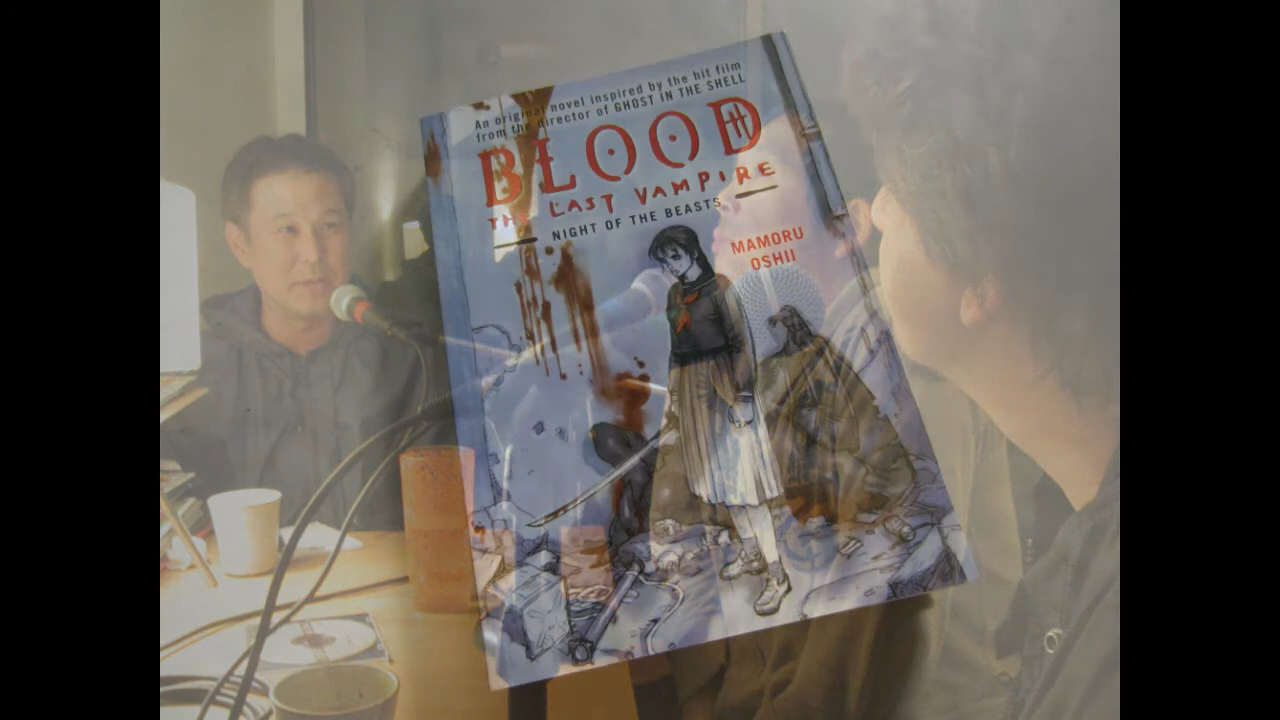 An original novel inspired by the hit film
from the director of GHOST IN THE SHELL
BLOOD
THE LAST VAMPIRE
NIGHT OF THE BEASTS
MAMORU
OSHII